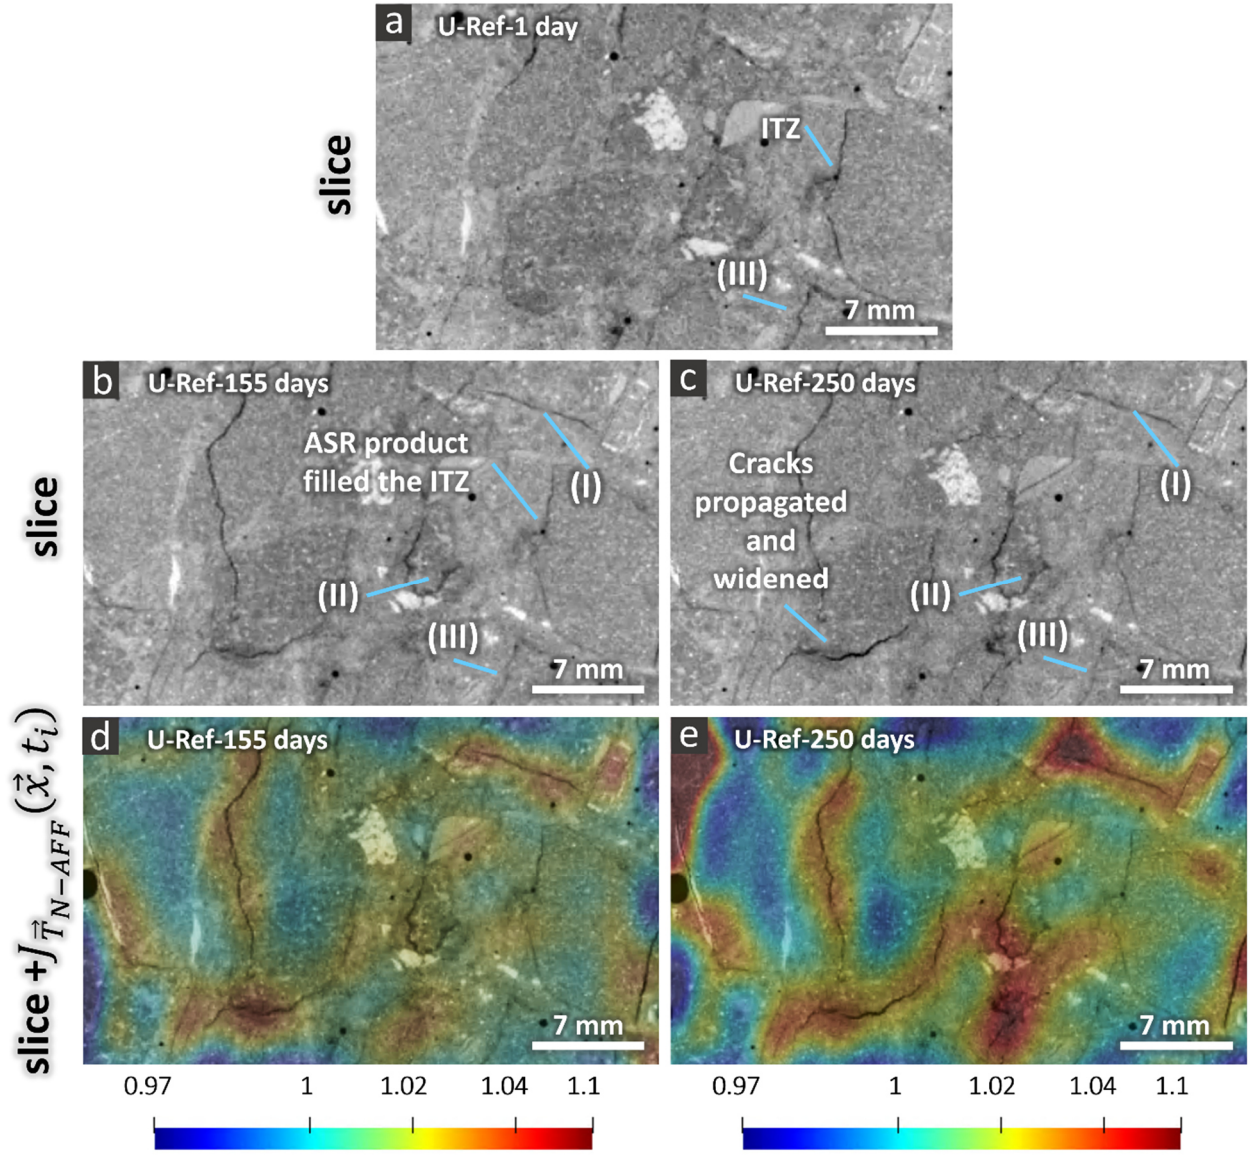 a
U-Ref-1 day
slice
ITZ
(III)
7 mm
b
U-Ref-155 days
ASR product
filled the ITZ
(I)
(II)
(III)
7 mm
c
U-Ref-250 days
Cracks
propagated
and
widened
(I)
(II)
(III)
7 mm
slice
d
U-Ref-155 days
7 mm
e
U-Ref-250 days
7 mm
slice +J_{\vec{T}_{N-AFF}}(\vec{x}, t_i)
0.97 1 1.02 1.04 1.1
0.97 1 1.02 1.04 1.1